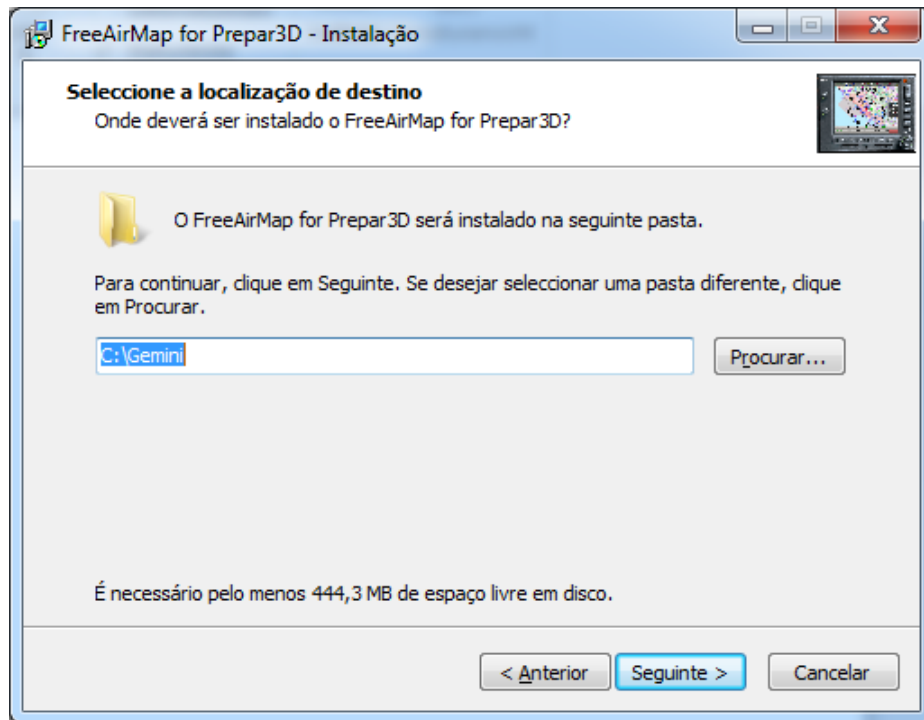 FreeAirMap for Prepar3D - Instalação
Seleccione a localização de destino
Onde deverá ser instalado o FreeAirMap for Prepar3D?
O FreeAirMap for Prepar3D será instalado na seguinte pasta.
Para continuar, clique em Seguinte. Se desejar seleccionar uma pasta diferente, clique
em Procurar.
C:\Gemini
Procurar...
É necessário pelo menos 444,3 MB de espaço livre em disco.
< Anterior
Seguinte >
Cancelar